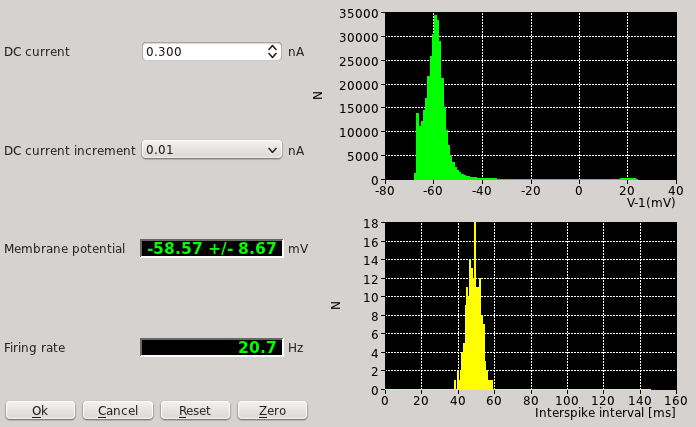 DC current 0.300 nA
DC current increment 0.01 nA
Membrane potential -58.57 +/- 8.67 mV
Firing rate 20.7 Hz
Ok Cancel Reset Zero
35000
30000
25000
20000
15000
10000
5000
0
N
-80 -60 -40 -20 0 20 40
V-1(mV)
18
16
14
12
10
8
6
4
2
0
N
0 20 40 60 80 100 120 140 160
Interspike interval [ms]